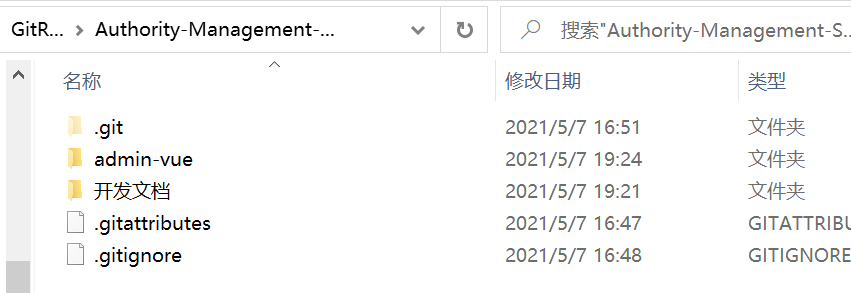 GitR... Authority-Management-... 搜索"Authority-Management-S...
名称 修改日期 类型
.git 2021/5/7 16:51 文件夹
admin-vue 2021/5/7 19:24 文件夹
开发文档 2021/5/7 19:21 文件夹
.gitattributes 2021/5/7 16:47 GITATTRIBU
.gitignore 2021/5/7 16:48 GITIGNORE